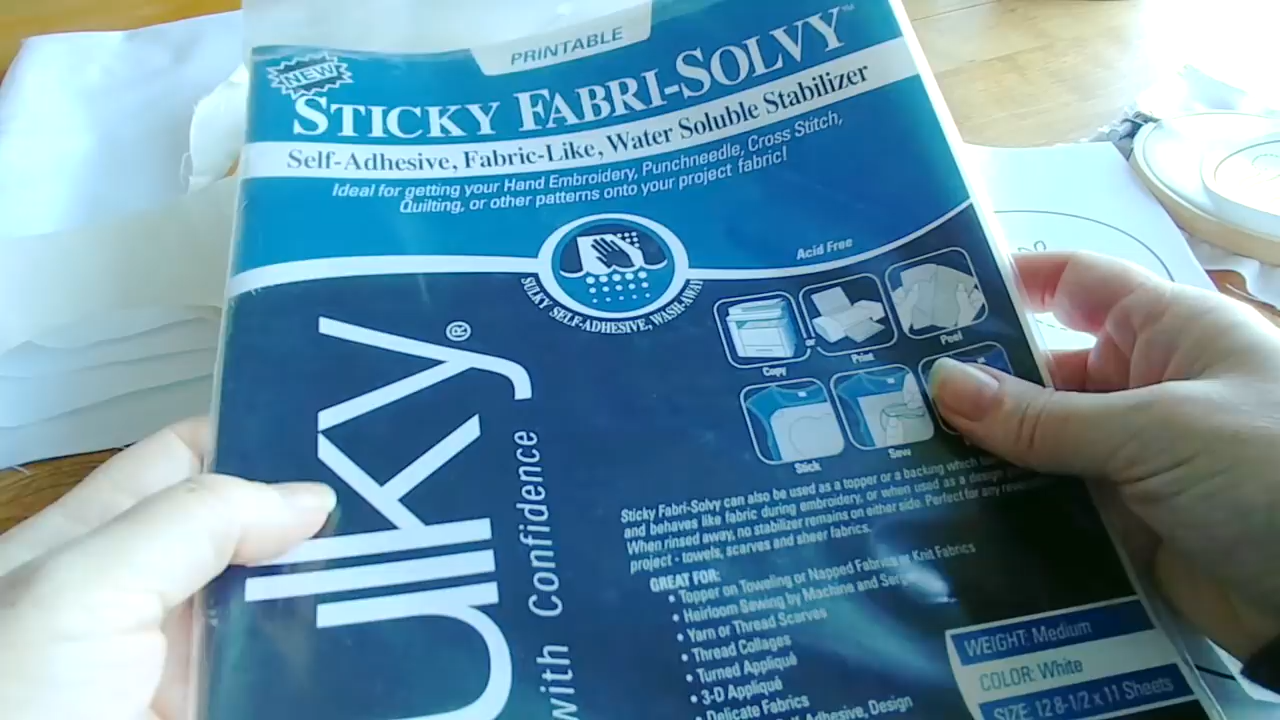 PRINTABLE
NEW
STICKY FABRI-SOLVY™
Self-Adhesive, Fabric-Like, Water Soluble Stabilizer
Ideal for getting your Hand Embroidery, Punchneedle, Cross Stitch,
Quilting, or other patterns onto your project fabric!
Acid Free
SULKY SELF-ADHESIVE, WASH-AWAY
Copy
or
Print
Peel
Stick
Sew
ulky®
with Confidence
Sticky Fabri-Solvy can also be used as a topper or a backing which
and behaves like fabric during embroidery, or when used as a design
When rinsed away, no stabilizer remains on either side. Perfect for any
project - towels, scarves and sheer fabrics.
GREAT FOR:
• Topper on Toweling or Napped Fabrics or Knit Fabrics
• Heirloom Sewing by Machine and
• Yarn or Thread Scarves
• Thread Collages
• Turned Appliqué
• 3-D Appliqué
• Delicate Fabrics
Adhesive, Design
WEIGHT: Medium
COLOR: White
SIZE: 12 8-1/2 x 11 Sheets